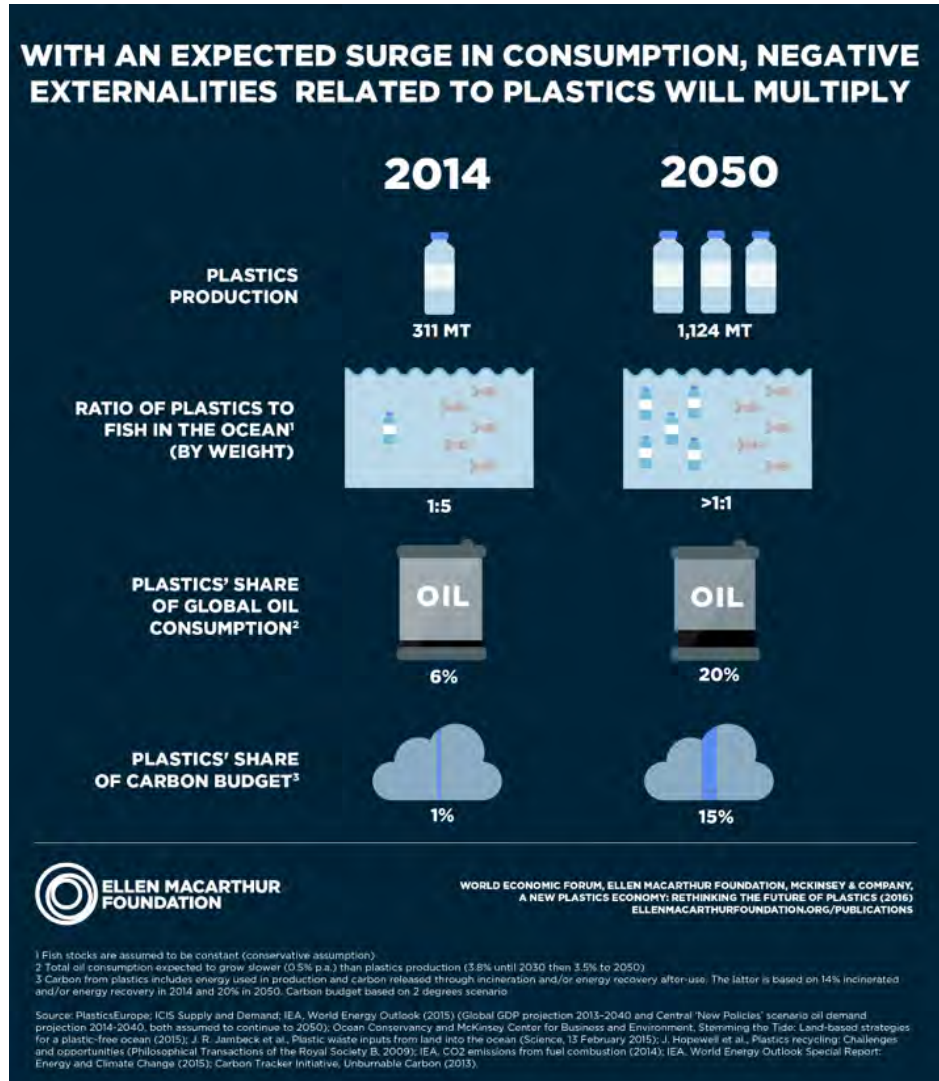 WITH AN EXPECTED SURGE IN CONSUMPTION, NEGATIVE
EXTERNALITIES RELATED TO PLASTICS WILL MULTIPLY
2014
2050
PLASTICS
PRODUCTION
311 MT
1,124 MT
RATIO OF PLASTICS TO
FISH IN THE OCEAN¹
(BY WEIGHT)
1:5
>1:1
PLASTICS' SHARE
OF GLOBAL OIL
CONSUMPTION²
OIL
OIL
6%
20%
PLASTICS' SHARE
OF CARBON BUDGET³
1%
15%
ELLEN MACARTHUR
FOUNDATION
WORLD ECONOMIC FORUM, ELLEN MACARTHUR FOUNDATION, MCKINSEY & COMPANY,
A NEW PLASTICS ECONOMY: RETHINKING THE FUTURE OF PLASTICS (2016)
ELLENMACARTHURFOUNDATION.ORG/PUBLICATIONS
1 Fish stocks are assumed to be constant (conservative assumption)
2 Total oil consumption expected to grow slower (0.5% p.a.) than plastics production (3.8% until 2030 then 3.5% to 2050)
3 Carbon from plastics includes energy used in production and carbon released through incineration and/or energy recovery after-use. The latter is based on 14% incinerated
and/or energy recovery in 2014 and 20% in 2050. Carbon budget based on 2 degrees scenario
Source: PlasticsEurope; ICIS Supply and Demand; IEA, World Energy Outlook (2015) (Global GDP projection 2013–2040 and Central 'New Policies' scenario oil demand
projection 2014-2040, both assumed to continue to 2050); Ocean Conservancy and McKinsey Center for Business and Environment, Stemming the Tide: Land-based strategies
for a plastic-free ocean (2015); J. R. Jambeck et al., Plastic waste inputs from land into the ocean (Science, 13 February 2015); J. Hopewell et al., Plastics recycling: Challenges
and opportunities (Philosophical Transactions of the Royal Society B, 2009); IEA, CO2 emissions from fuel combustion (2014); IEA, World Energy Outlook Special Report:
Energy and Climate Change (2015); Carbon Tracker Initiative, Unburnable Carbon (2013).